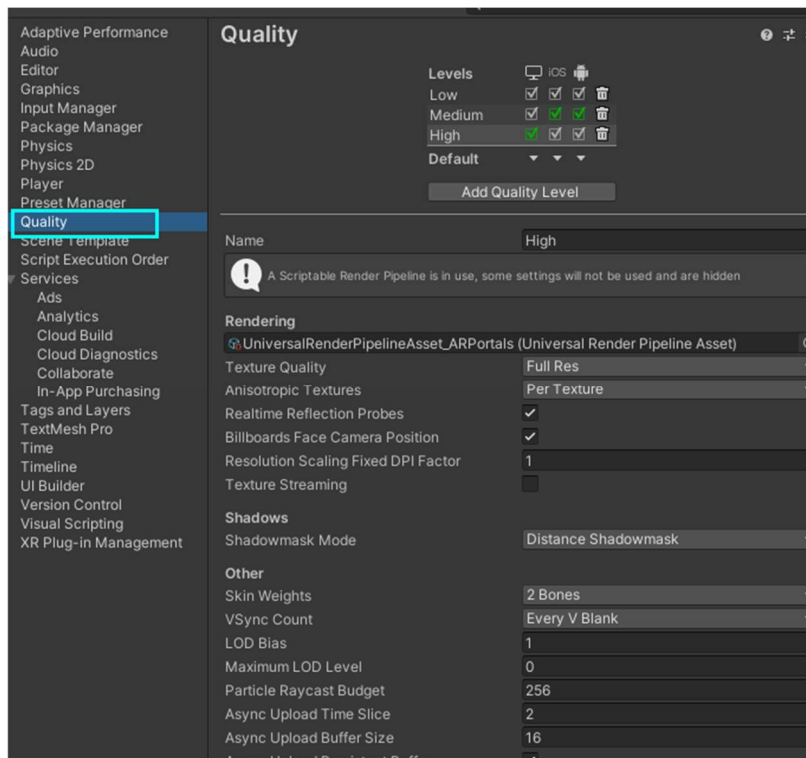 Adaptive Performance
Audio
Editor
Graphics
Input Manager
Package Manager
Physics
Physics 2D
Player
Preset Manager
Quality
Scene Template
Script Execution Order
Services
Ads
Analytics
Cloud Build
Cloud Diagnostics
Collaborate
In-App Purchasing
Tags and Layers
TextMesh Pro
Time
Timeline
UI Builder
Version Control
Visual Scripting
XR Plug-in Management
Quality
Levels iOS
Low
Medium
High
Default
Add Quality Level
Name High
A Scriptable Render Pipeline is in use, some settings will not be used and are hidden
Rendering
UniversalRenderPipelineAsset_ARPortals (Universal Render Pipeline Asset)
Texture Quality Full Res
Anisotropic Textures Per Texture
Realtime Reflection Probes
Billboards Face Camera Position
Resolution Scaling Fixed DPI Factor 1
Texture Streaming
Shadows
Shadowmask Mode Distance Shadowmask
Other
Skin Weights 2 Bones
VSync Count Every V Blank
LOD Bias 1
Maximum LOD Level 0
Particle Raycast Budget 256
Async Upload Time Slice 2
Async Upload Buffer Size 16